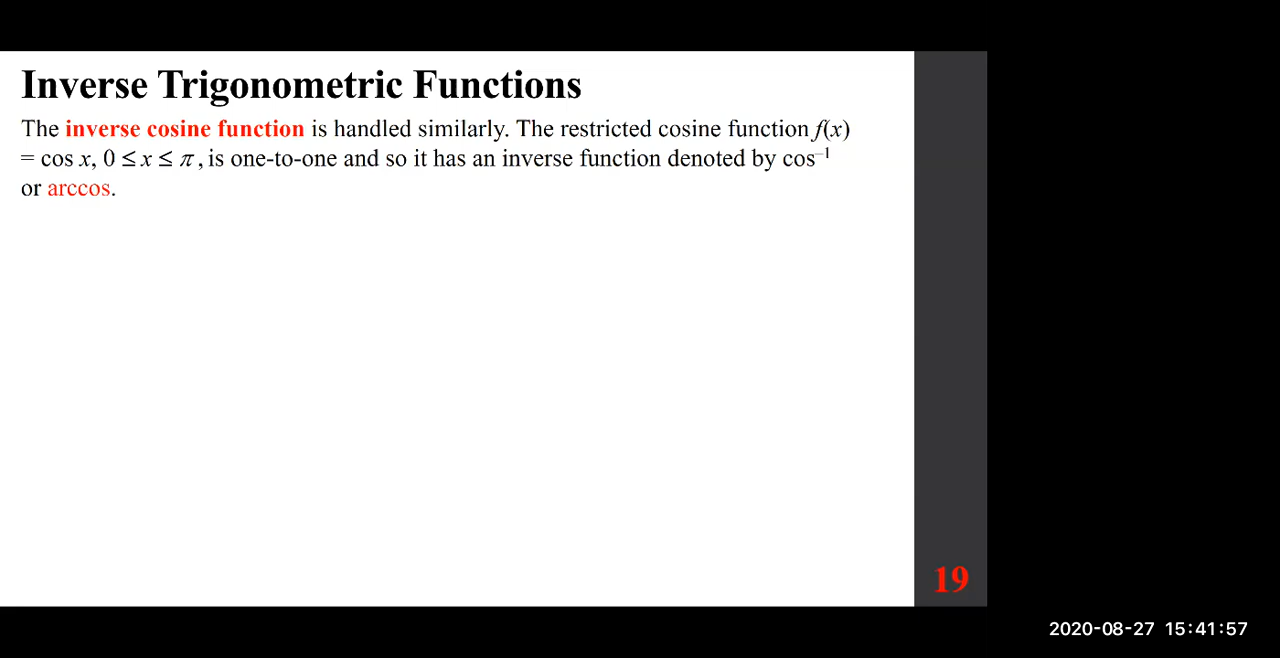 Inverse Trigonometric Functions
The inverse cosine function is handled similarly. The restricted cosine function f(x)
= cos x, 0 ≤ x ≤ π, is one-to-one and so it has an inverse function denoted by cos⁻¹
or arccos.
19
2020-08-27 15:41:57